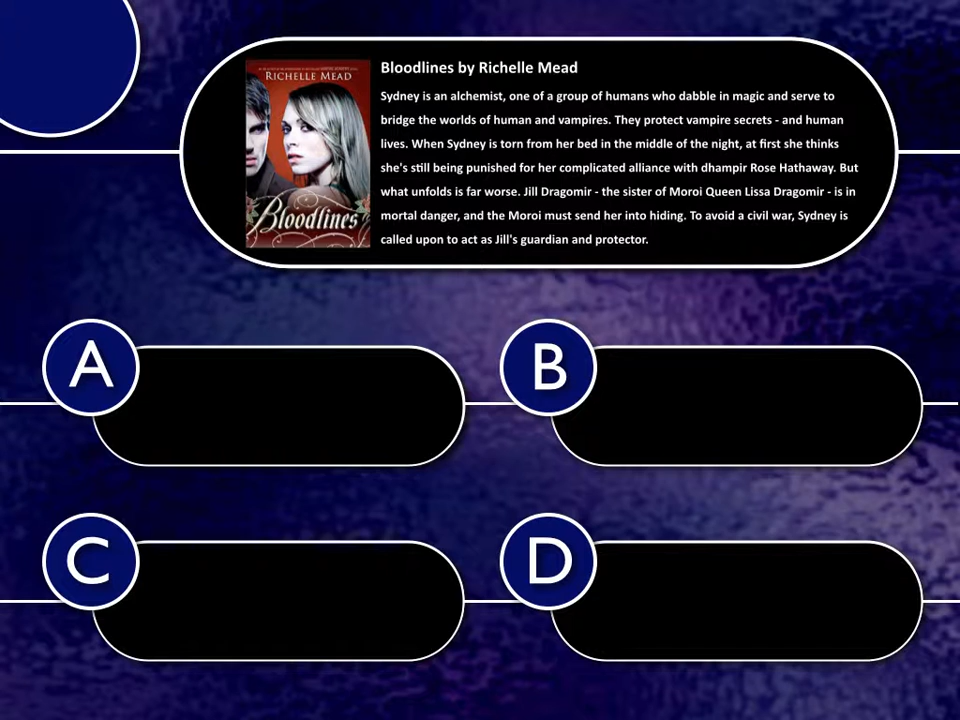 RICHELLE MEAD
Bloodlines
Bloodlines by Richelle Mead
Sydney is an alchemist, one of a group of humans who dabble in magic and serve to
bridge the worlds of human and vampires. They protect vampire secrets - and human
lives. When Sydney is torn from her bed in the middle of the night, at first she thinks
she's still being punished for her complicated alliance with dhampir Rose Hathaway. But
what unfolds is far worse. Jill Dragomir - the sister of Moroi Queen Lissa Dragomir - is in
mortal danger, and the Moroi must send her into hiding. To avoid a civil war, Sydney is
called upon to act as Jill's guardian and protector.
A
B
C
D